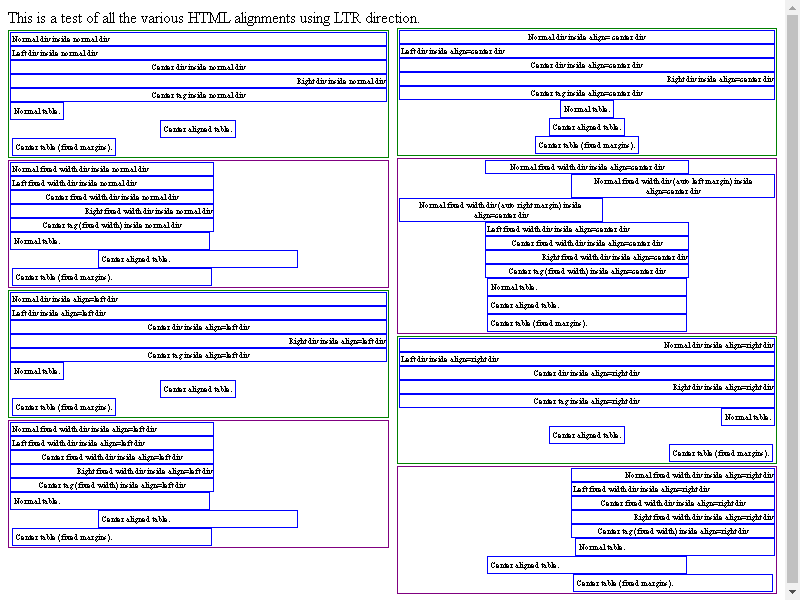 This is a test of all the various HTML alignments using LTR direction.
Normal div inside normal div
Left div inside normal div
Center div inside normal div
Right div inside normal div
Center tag inside normal div
Normal table.
Center aligned table.
Center table (fixed margins).
Normal fixed width div inside normal div
Left fixed width div inside normal div
Center fixed width div inside normal div
Right fixed width div inside normal div
Center tag (fixed width) inside normal div
Normal table.
Center aligned table.
Center table (fixed margins).
Normal div inside align=left div
Left div inside align=left div
Center div inside align=left div
Right div inside align=left div
Center tag inside align=left div
Normal table.
Center aligned table.
Center table (fixed margins).
Normal fixed width div inside align=left div
Left fixed width div inside align=left div
Center fixed width div inside align=left div
Right fixed width div inside align=left div
Center tag (fixed width) inside align=left div
Normal table.
Center aligned table.
Center table (fixed margins).
Normal div inside align= center div
Left div inside align=center div
Center div inside align=center div
Right div inside align=center div
Center tag inside align=center div
Normal table.
Center aligned table.
Center table (fixed margins).
Normal fixed width div inside align=center div
Normal fixed width div (auto left margin) inside
align=center div
Normal fixed width div (auto right margin) inside
align=center div
Left fixed width div inside align=center div
Center fixed width div inside align=center div
Right fixed width div inside align=center div
Center tag (fixed width) inside align=center div
Normal table.
Center aligned table.
Center table (fixed margins).
Normal div inside align=right div
Left div inside align=right div
Center div inside align=right div
Right div inside align=right div
Center tag inside align=right div
Normal table.
Center aligned table.
Center table (fixed margins).
Normal fixed width div inside align=right div
Left fixed width div inside align=right div
Center fixed width div inside align=right div
Right fixed width div inside align=right div
Center tag (fixed width) inside align=right div
Normal table.
Center aligned table.
Center table (fixed margins).